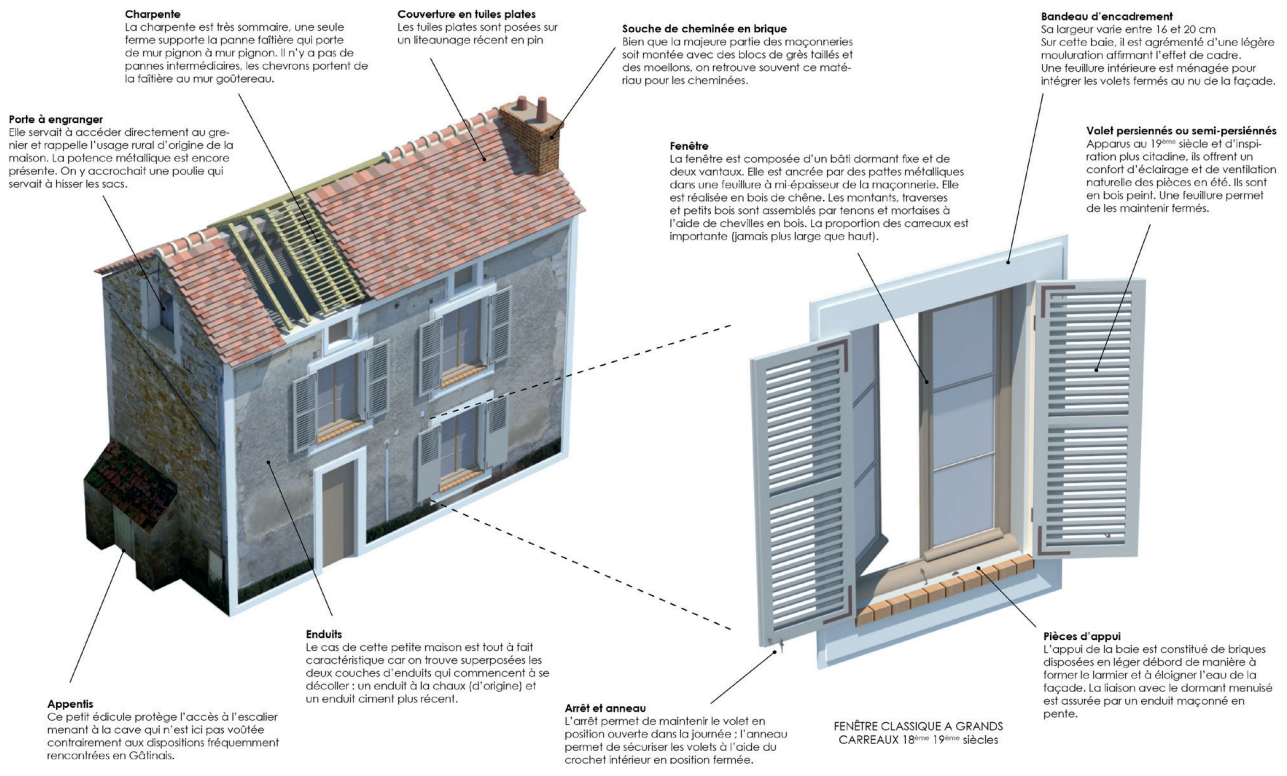 Charpente
La charpente est très sommaire, une seule
ferme supporte la panne faîtière qui porte
de mur pignon à mur pignon. Il n'y a pas de
pannes intermédiaires, les chevrons portent de
la faîtière au mur goûtereau.
Couverture en tuiles plates
Les tuiles plates sont posées sur
un liteaunage récent en pin
Souche de cheminée en brique
Bien que la majeure partie des maçonneries
soit montée avec des blocs de grès taillés et
des moellons, on retrouve souvent ce maté-
riau pour les cheminées.
Bandeau d'encadrement
Sa largeur varie entre 16 et 20 cm
Sur cette baie, il est agrémenté d'une légère
mouluration affirmant l'effet de cadre.
Une feuillure intérieure est ménagée pour
intégrer les volets fermés au nu de la façade.
Porte à engranger
Elle servait à accéder directement au gre-
nier et rappelle l'usage rural d'origine de la
maison. La potence métallique est encore
présente. On y accrochait une poulie qui
servait à hisser les sacs.
Fenêtre
La fenêtre est composée d'un bâti dormant fixe et de
deux vantaux. Elle est ancrée par des pattes métalliques
dans une feuillure à mi-épaisseur de la maçonnerie. Elle
est réalisée en bois de chêne. Les montants, traverses
et petits bois sont assemblés par tenons et mortaises à
l'aide de chevilles en bois. La proportion des carreaux est
importante (jamais plus large que haut).
Volet persiennés ou semi-persiénnés
Apparus au 19ème siècle et d'inspi-
ration plus citadine, ils offrent un
confort d'éclairage et de ventilation
naturelle des pièces en été. Ils sont
en bois peint. Une feuillure permet
de les maintenir fermés.
Enduits
Le cas de cette petite maison est tout à fait
caractéristique car on trouve superposées les
deux couches d'enduits qui commencent à se
décoller : un enduit à la chaux (d'origine) et
un enduit ciment plus récent.
Appentis
Ce petit édicule protège l'accès à l'escalier
menant à la cave qui n'est ici pas voûtée
contrairement aux dispositions fréquemment
rencontrées en Gâtinais.
Arrêt et anneau
L'arrêt permet de maintenir le volet en
position ouverte dans la journée ; l'anneau
permet de sécuriser les volets à l'aide du
crochet intérieur en position fermée.
FENÊTRE CLASSIQUE A GRANDS
CARREAUX 18ème 19ème siècles
Pièces d'appui
L'appui de la baie est constitué de briques
disposées en léger débord de manière à
former le larmier et à éloigner l'eau de la
façade. La liaison avec le dormant menuisé
est assurée par un enduit maçonné en
pente.